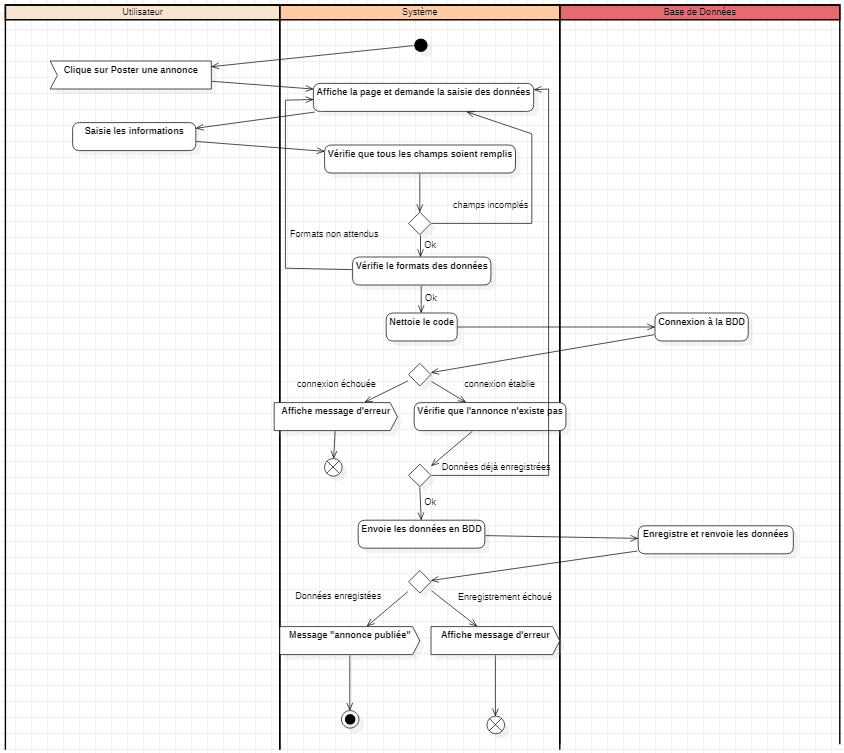 Utilisateur
Système
Base de Données
Clique sur Poster une annonce
Affiche la page et demande la saisie des données
Saisie les informations
Vérifie que tous les champs soient remplis
champs incomplés
Formats non attendus
Ok
Vérifie le formats des données
Ok
Nettoie le code
Connexion à la BDD
connexion échouée
connexion établie
Affiche message d'erreur
Vérifie que l'annonce n'existe pas
Données déjà enregistrées
Ok
Envoie les données en BDD
Enregistre et renvoie les données
Données enregistées
Enregistrement échoué
Message "annonce publiée"
Affiche message d'erreur